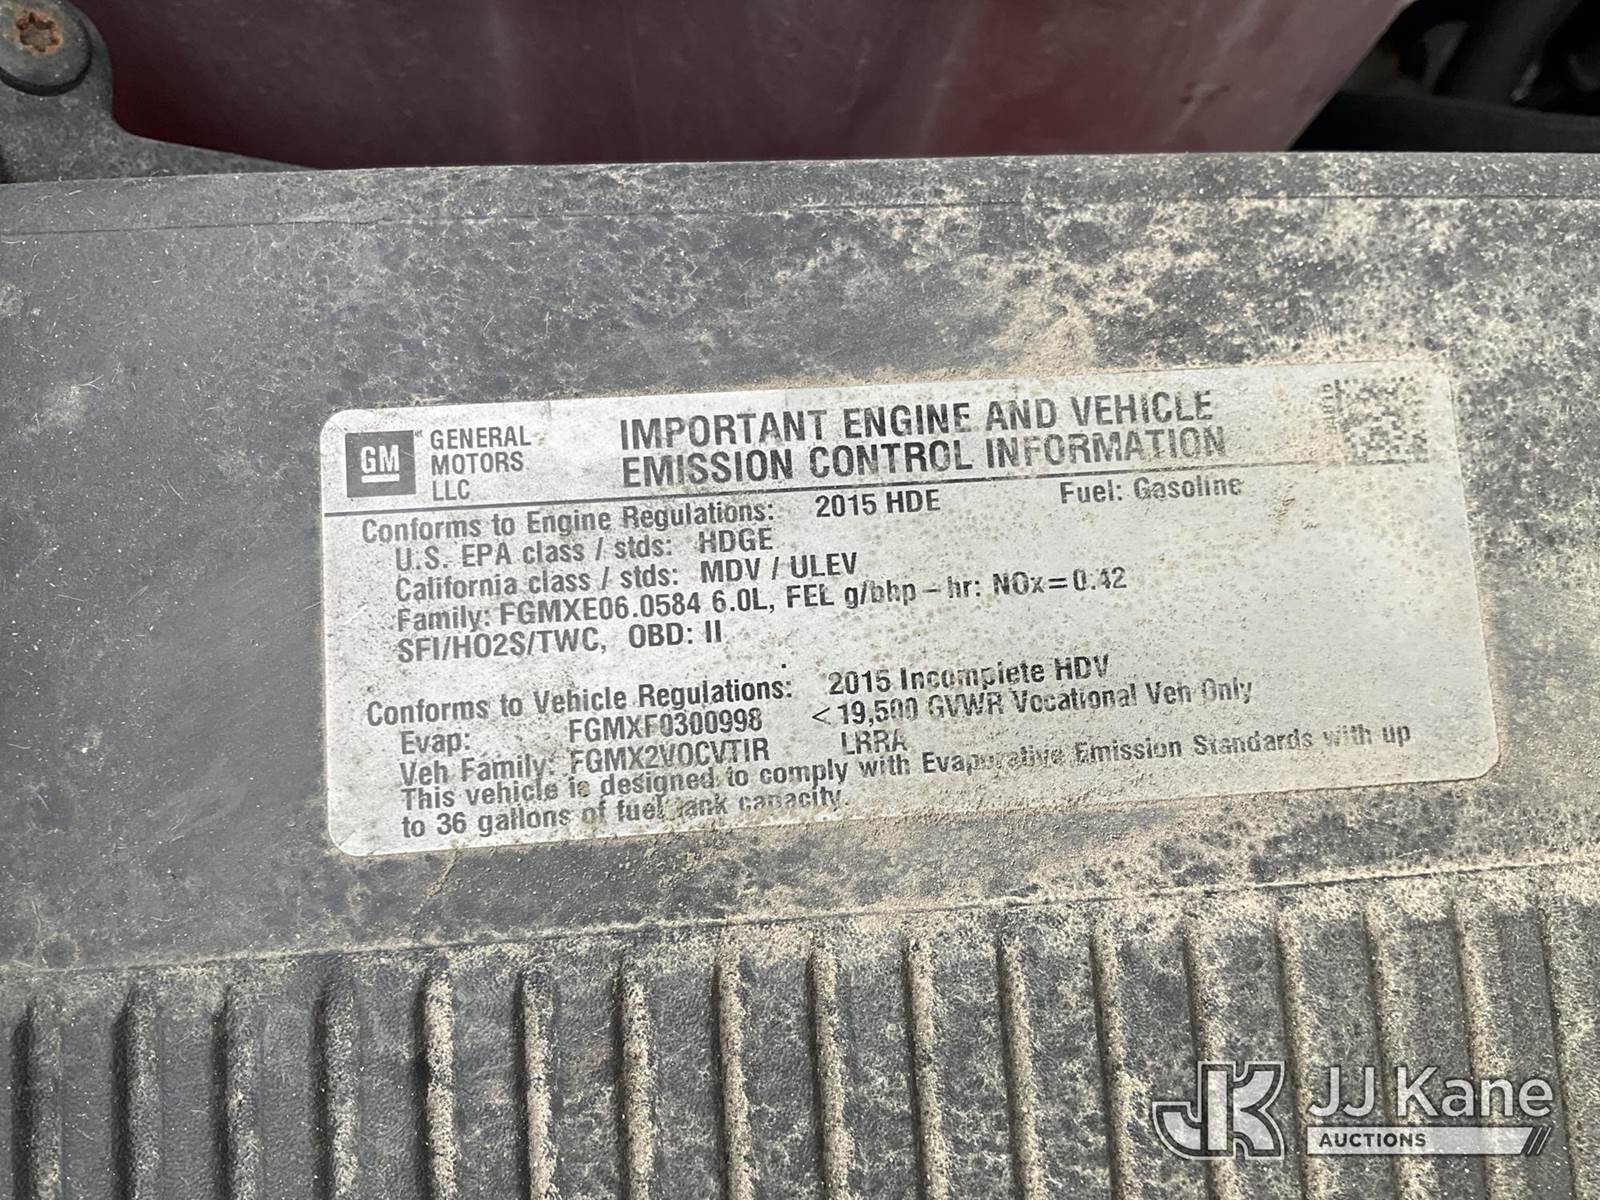 GM
GENERAL
MOTORS
LLC
IMPORTANT ENGINE AND VEHICLE
EMISSION CONTROL INFORMATION
Conforms to Engine Regulations: 2015 HDE Fuel: Gasoline
U.S. EPA class / stds: HDGE
California class / stds: MDV / ULEV
Family: FGMXE06.0584 6.0L, FEL g/bhp – hr: NOx=0.42
SFI/HO2S/TWC, OBD: II
Conforms to Vehicle Regulations: 2015 Incomplete HDV
Evap: FGMXF0300998 <19,500 GVWR Vocational Veh Only
Veh Family: FGMX2VOCVTIR LRRA
This vehicle is designed to comply with Evaporative Emission Standards with up
to 36 gallons of fuel tank capacity.
JK JJ Kane
AUCTIONS